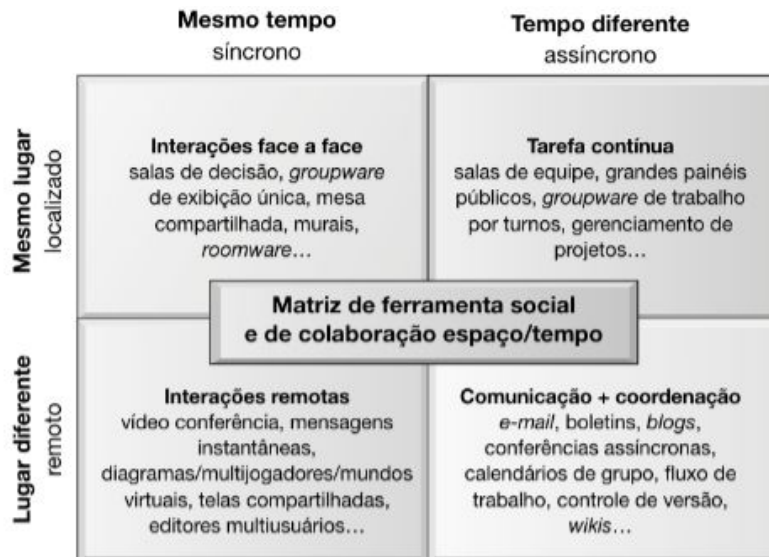 Mesmo tempo
síncrono
Tempo diferente
assíncrono
Mesmo lugar
localizado
Interações face a face
salas de decisão, groupware
de exibição única, mesa
compartilhada, murais,
roomware...
Tarefa contínua
salas de equipe, grandes painéis
públicos, groupware de trabalho
por turnos, gerenciamento de
projetos...
Matriz de ferramenta social
e de colaboração espaço/tempo
Lugar diferente
remoto
Interações remotas
vídeo conferência, mensagens
instantâneas,
diagramas/multijogadores/mundos
virtuais, telas compartilhadas,
editores multiusuários...
Comunicação + coordenação
e-mail, boletins, blogs,
conferências assíncronas,
calendários de grupo, fluxo de
trabalho, controle de versão,
wikis...